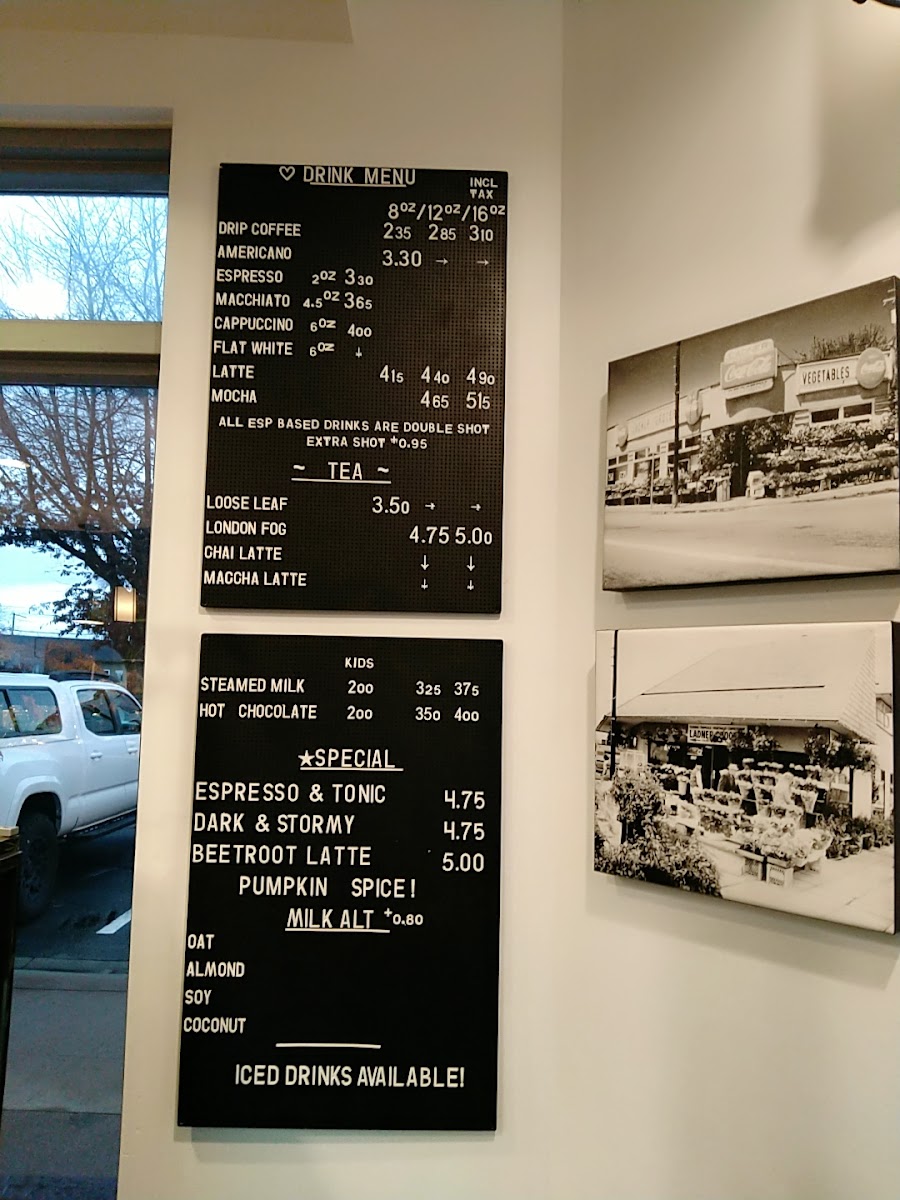 ♡ DRINK MENU
INCL TAX
8oz/12oz/16oz
DRIP COFFEE 235 285 310
AMERICANO 3.30 → →
ESPRESSO 2oz 330
MACCHIATO 4.5oz 365
CAPPUCCINO 6oz 400
FLAT WHITE 6oz ↓
LATTE 415 440 490
MOCHA 465 515
ALL ESP BASED DRINKS ARE DOUBLE SHOT
EXTRA SHOT +0.95
~ TEA ~
LOOSE LEAF 3.50 → →
LONDON FOG 4.75 5.00
CHAI LATTE ↓ ↓
MACCHA LATTE ↓ ↓
KIDS
STEAMED MILK 200 325 375
HOT CHOCOLATE 200 350 400
★SPECIAL
ESPRESSO & TONIC 4.75
DARK & STORMY 4.75
BEETROOT LATTE 5.00
PUMPKIN SPICE!
MILK ALT +0.80
OAT
ALMOND
SOY
COCONUT
ICED DRINKS AVAILABLE!
Coca-Cola
VEGETABLES
LADNER